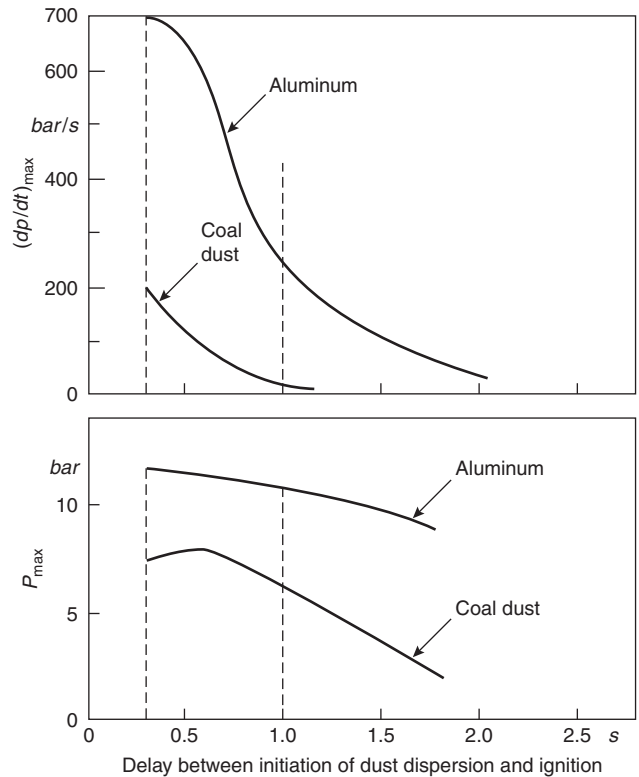 700
600
bar/s
400
200
0
(dp/dt)max
Aluminum
Coal
dust
bar
10
5
0
Pmax
Aluminum
Coal dust
0 0.5 1.0 1.5 2.0 2.5 s
Delay between initiation of dust dispersion and ignition